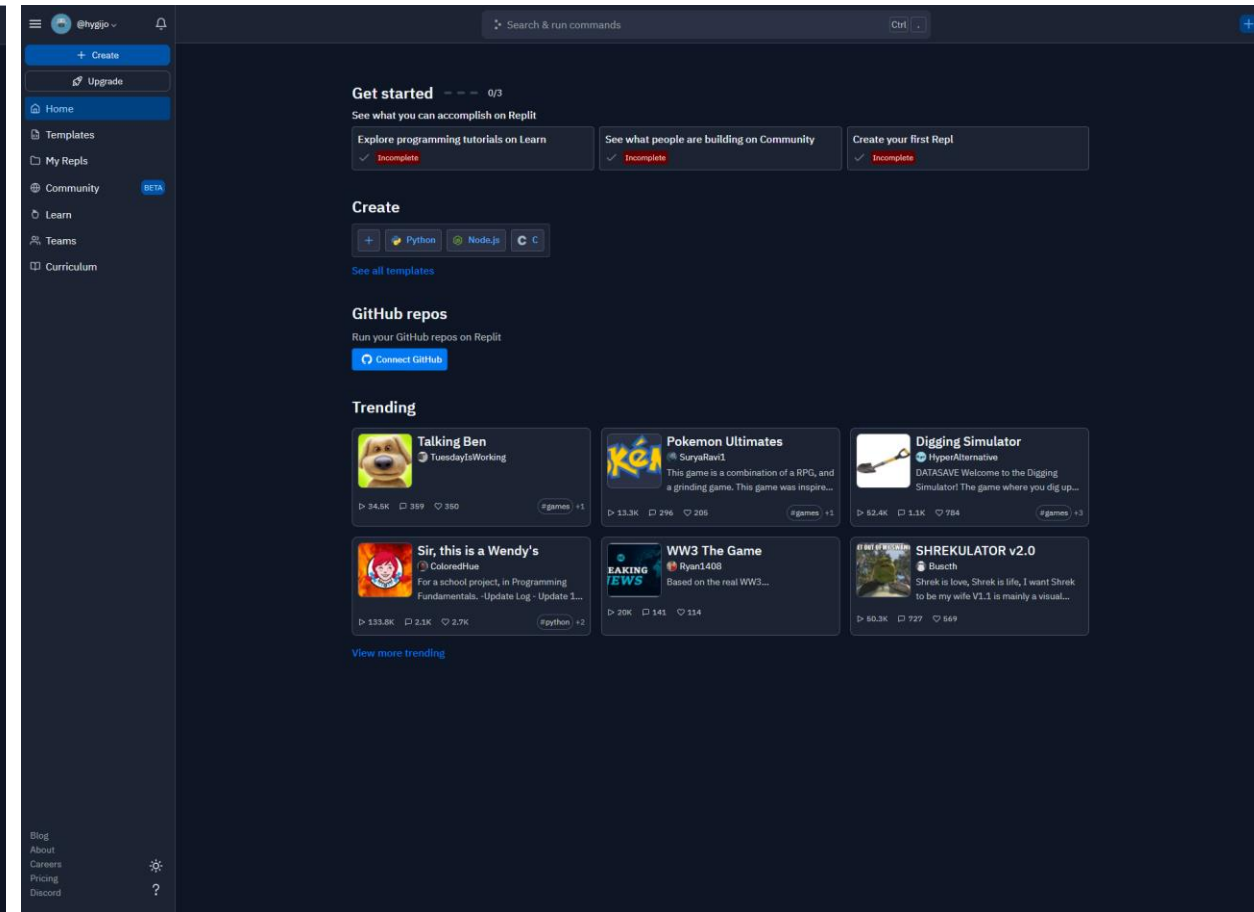 @hygijo
Search & run commands
Ctrl .
+ Create
Upgrade
Home
Templates
My Repls
Community BETA
Learn
Teams
Curriculum
Blog
About
Careers
Pricing
Discord
?
Get started 0/3
See what you can accomplish on Replit
Explore programming tutorials on Learn
Incomplete
See what people are building on Community
Incomplete
Create your first Repl
Incomplete
Create
+ Python Node.js C C
See all templates
GitHub repos
Run your GitHub repos on Replit
Connect GitHub
Trending
Talking Ben
TuesdayIsWorking
34.5K 359 350 #games +1
KÉ
Pokemon Ultimates
SuryaRavi1
This game is a combination of a RPG, and
a grinding game. This game was inspire...
13.3K 296 205 #games +1
Digging Simulator
HyperAlternative
DATASAVE Welcome to the Digging
Simulator! The game where you dig up...
52.4K 1.1K 784 #games +3
Sir, this is a Wendy's
ColoredHue
For a school project, in Programming
Fundamentals. -Update Log - Update 1...
133.8K 2.1K 2.7K #python +2
EAKING
EWS
WW3 The Game
Ryan1408
Based on the real WW3...
20K 141 114
SHREKULATOR v2.0
Buscth
Shrek is love, Shrek is life, I want Shrek
to be my wife V1.1 is mainly a visual...
50.3K 727 569
View more trending